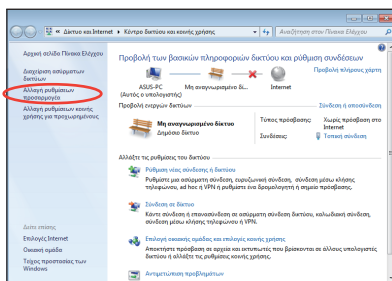 « Δίκτυο και Internet ▸ Κέντρο δικτύου και κοινής χρήσης
Αναζήτηση στον Πίνακα Ελέγχου
Αρχική σελίδα Πίνακα Ελέγχου
Διαχείριση ασύρματων
δικτύων
Αλλαγή ρυθμίσεων
προσαρμογέα
Αλλαγή ρυθμίσεων κοινής
χρήσης για προχωρημένους
Δείτε επίσης
Επιλογές Internet
Οικιακή ομάδα
Τείχος προστασίας των
Windows
Προβολή των βασικών πληροφοριών δικτύου και ρύθμιση συνδέσεων
Προβολή πλήρους χάρτη
ASUS-PC
(Αυτός ο υπολογιστής)
Μη αναγνωρισμένο δί...
Internet
Προβολή ενεργών δικτύων
Σύνδεση ή αποσύνδεση
Μη αναγνωρισμένο δίκτυο
Δημόσιο δίκτυο
Τύπος πρόσβασης: Χωρίς πρόσβαση στο
Internet
Συνδέσεις: Τοπική σύνδεση
Αλλάξτε τις ρυθμίσεις του δικτύου
Ρύθμιση νέας σύνδεσης ή δικτύου
Ρυθμίστε μια ασύρματη σύνδεση, ευρυζωνική σύνδεση, σύνδεση μέσω κλήσης
τηλεφώνου, ad hoc ή VPN ή ρυθμίστε ένα δρομολογητή ή σημείο πρόσβασης.
Σύνδεση σε δίκτυο
Κάντε σύνδεση ή επανασύνδεση σε ασύρματη σύνδεση δικτύου, καλωδιακή σύνδεση,
σύνδεση μέσω κλήσης τηλεφώνου ή VPN.
Επιλογή οικιακής ομάδας και επιλογές κοινής χρήσης
Αποκτήστε πρόσβαση σε αρχεία και εκτυπωτές που βρίσκονται σε άλλους υπολογιστές
δικτύου ή αλλάξτε τις ρυθμίσεις κοινής χρήσης.
Αντιμετώπιση προβλημάτων